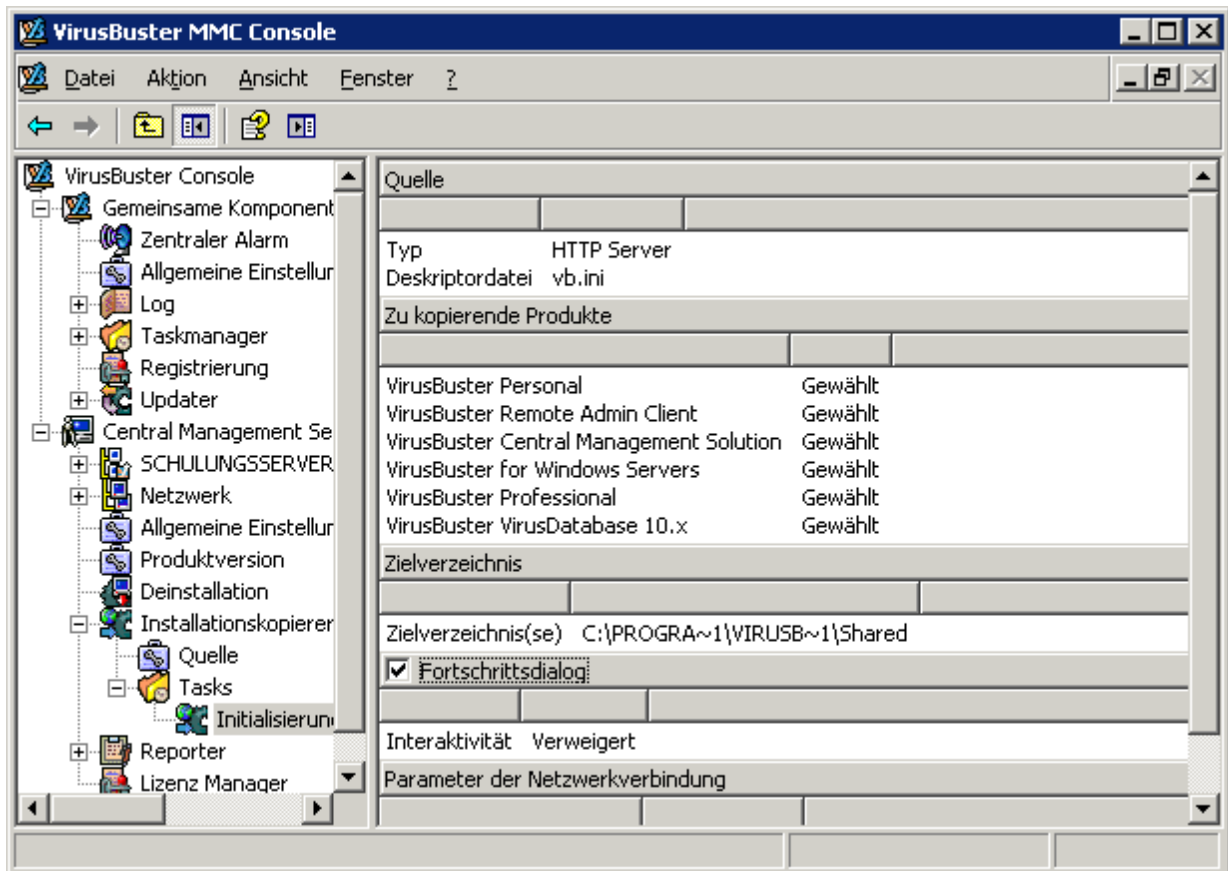 VirusBuster MMC Console
Datei Aktion Ansicht Fenster ?
VirusBuster Console
Gemeinsame Komponent
Zentraler Alarm
Allgemeine Einstellur
Log
Taskmanager
Registrierung
Updater
Central Management Se
SCHULUNGSSERVER
Netzwerk
Allgemeine Einstellur
Produktversion
Deinstallation
Installationskopierer
Quelle
Tasks
Initialisierun
Reporter
Lizenz Manager
Quelle
Typ HTTP Server
Deskriptordatei vb.ini
Zu kopierende Produkte
VirusBuster Personal Gewählt
VirusBuster Remote Admin Client Gewählt
VirusBuster Central Management Solution Gewählt
VirusBuster for Windows Servers Gewählt
VirusBuster Professional Gewählt
VirusBuster VirusDatabase 10.x Gewählt
Zielverzeichnis
Zielverzeichnis(se) C:\PROGRA~1\VIRUSB~1\Shared
Fortschrittsdialog
Interaktivität Verweigert
Parameter der Netzwerkverbindung